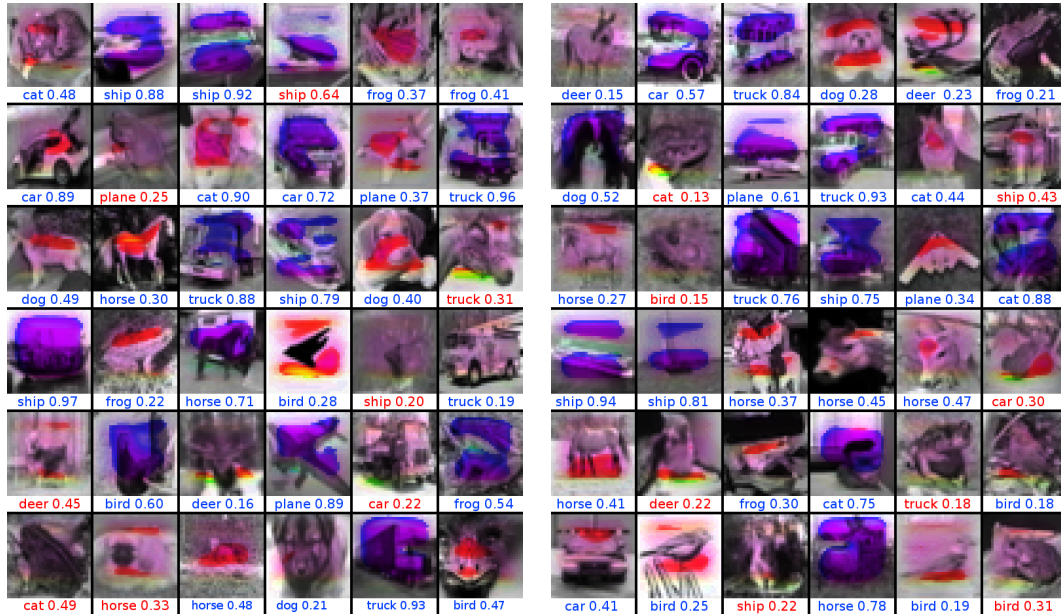 cat 0.48 ship 0.88 ship 0.92 ship 0.64 frog 0.37 frog 0.41 deer 0.15 car 0.57 truck 0.84 dog 0.28 deer 0.23 frog 0.21
car 0.89 plane 0.25 cat 0.90 car 0.72 plane 0.37 truck 0.96 dog 0.52 cat 0.13 plane 0.61 truck 0.93 cat 0.44 ship 0.43
dog 0.49 horse 0.30 truck 0.88 ship 0.79 dog 0.40 truck 0.31 horse 0.27 bird 0.15 truck 0.76 ship 0.75 plane 0.34 cat 0.88
ship 0.97 frog 0.22 horse 0.71 bird 0.28 ship 0.20 truck 0.19 ship 0.94 ship 0.81 horse 0.37 horse 0.45 horse 0.47 car 0.30
deer 0.45 bird 0.60 deer 0.16 plane 0.89 car 0.22 frog 0.54 horse 0.41 deer 0.22 frog 0.30 cat 0.75 truck 0.18 bird 0.18
cat 0.49 horse 0.33 horse 0.48 dog 0.21 truck 0.93 bird 0.47 car 0.41 bird 0.25 ship 0.22 horse 0.78 bird 0.19 bird 0.31